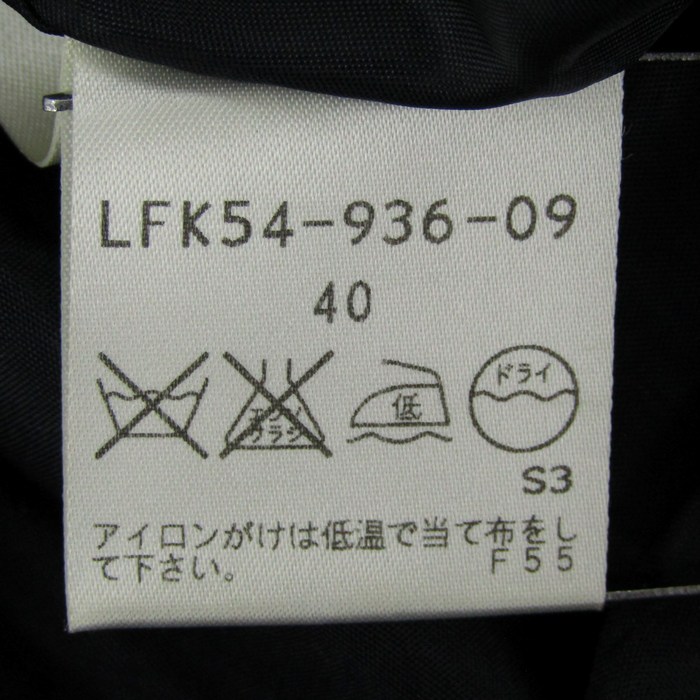 LFK54-936-09
40
エンソ
サラシ
低
ドライ
S3
アイロンがけは低温で当て布をし
て下さい。 F55